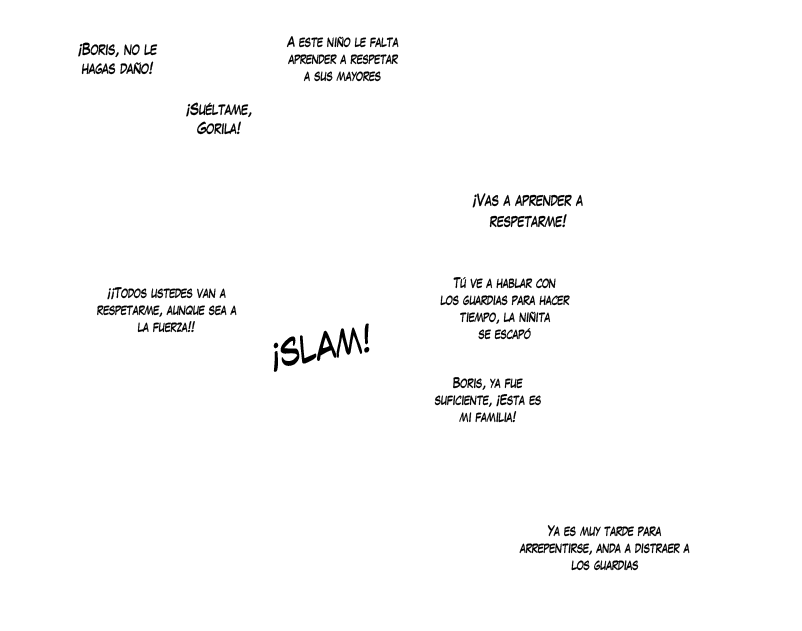 ¡Boris, no le
hagas daño!
A este niño le falta
aprender a respetar
a sus mayores
¡Suéltame,
Gorila!
¡Vas a aprender a
respetarme!
¡¡Todos ustedes van a
respetarme, aunque sea a
la fuerza!!
¡SLAM!
Tú ve a hablar con
los guardias para hacer
tiempo, la niñita
se escapó
Boris, ya fue
suficiente, ¡Esta es
mi familia!
Ya es muy tarde para
arrepentirse, anda a distraer a
los guardias